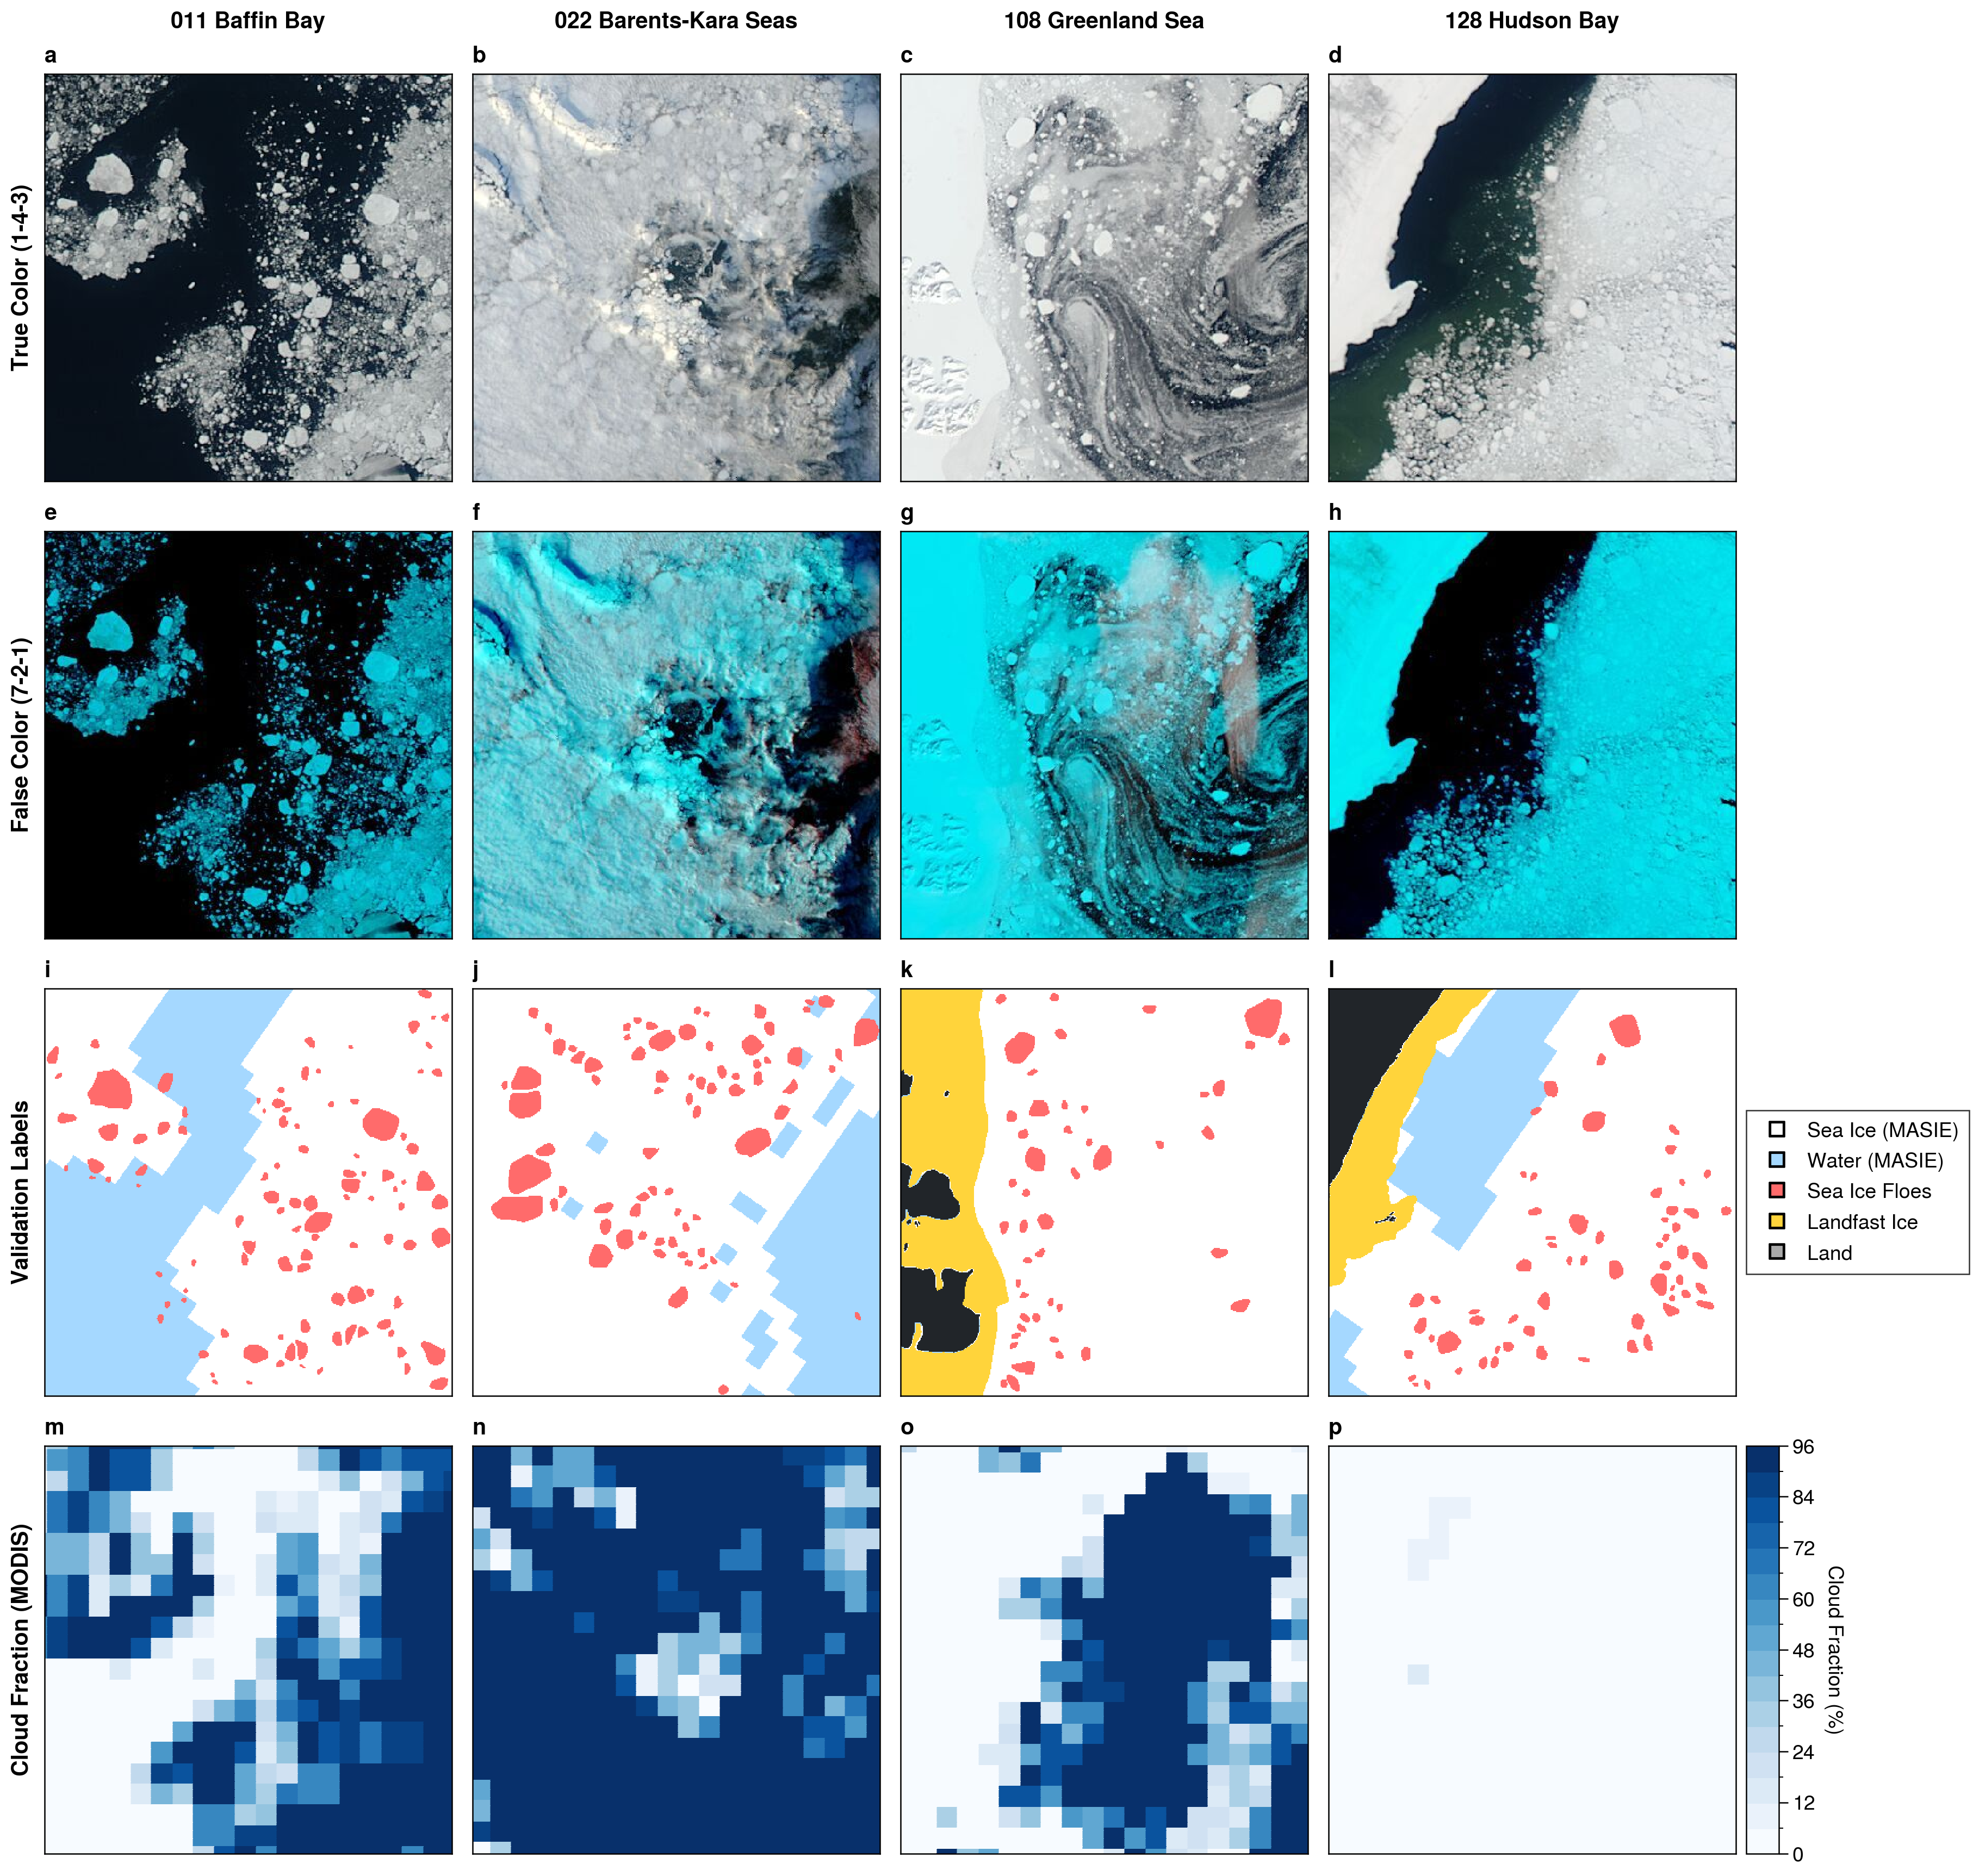 011 Baffin Bay
022 Barents-Kara Seas
108 Greenland Sea
128 Hudson Bay
a
b
c
d
True Color (1-4-3)
e
f
g
h
False Color (7-2-1)
i
j
k
l
Validation Labels
Sea Ice (MASIE)
Water (MASIE)
Sea Ice Floes
Landfast Ice
Land
m
n
o
p
Cloud Fraction (MODIS)
96
84
72
60
48
36
24
12
0
Cloud Fraction (%)